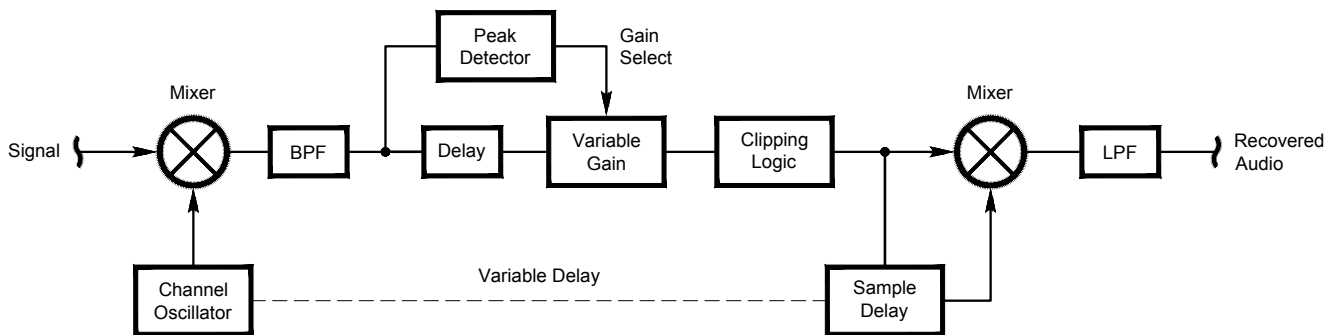 Peak
Detector
Gain
Select
Mixer
Mixer
Signal
BPF
Delay
Variable
Gain
Clipping
Logic
LPF
Recovered
Audio
Channel
Oscillator
Variable Delay
Sample
Delay